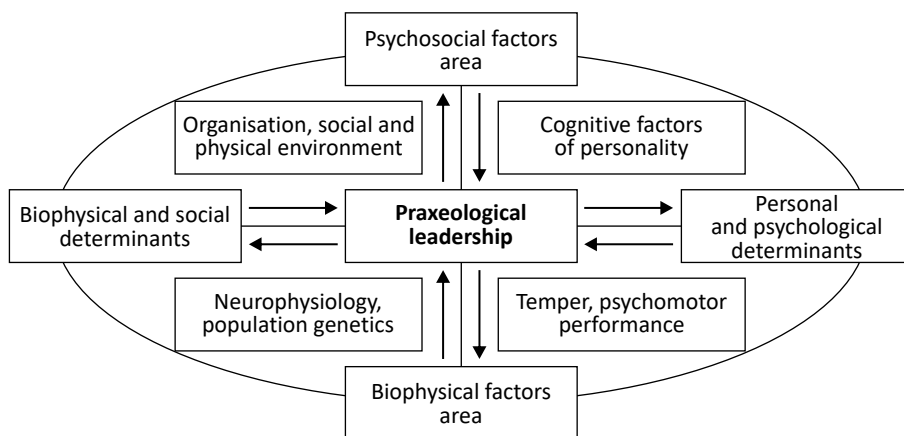 Psychosocial factors
area
Organisation, social and
physical environment
Cognitive factors
of personality
Biophysical and social
determinants
Praxeological
leadership
Personal
and psychological
determinants
Neurophysiology,
population genetics
Temper, psychomotor
performance
Biophysical factors
area